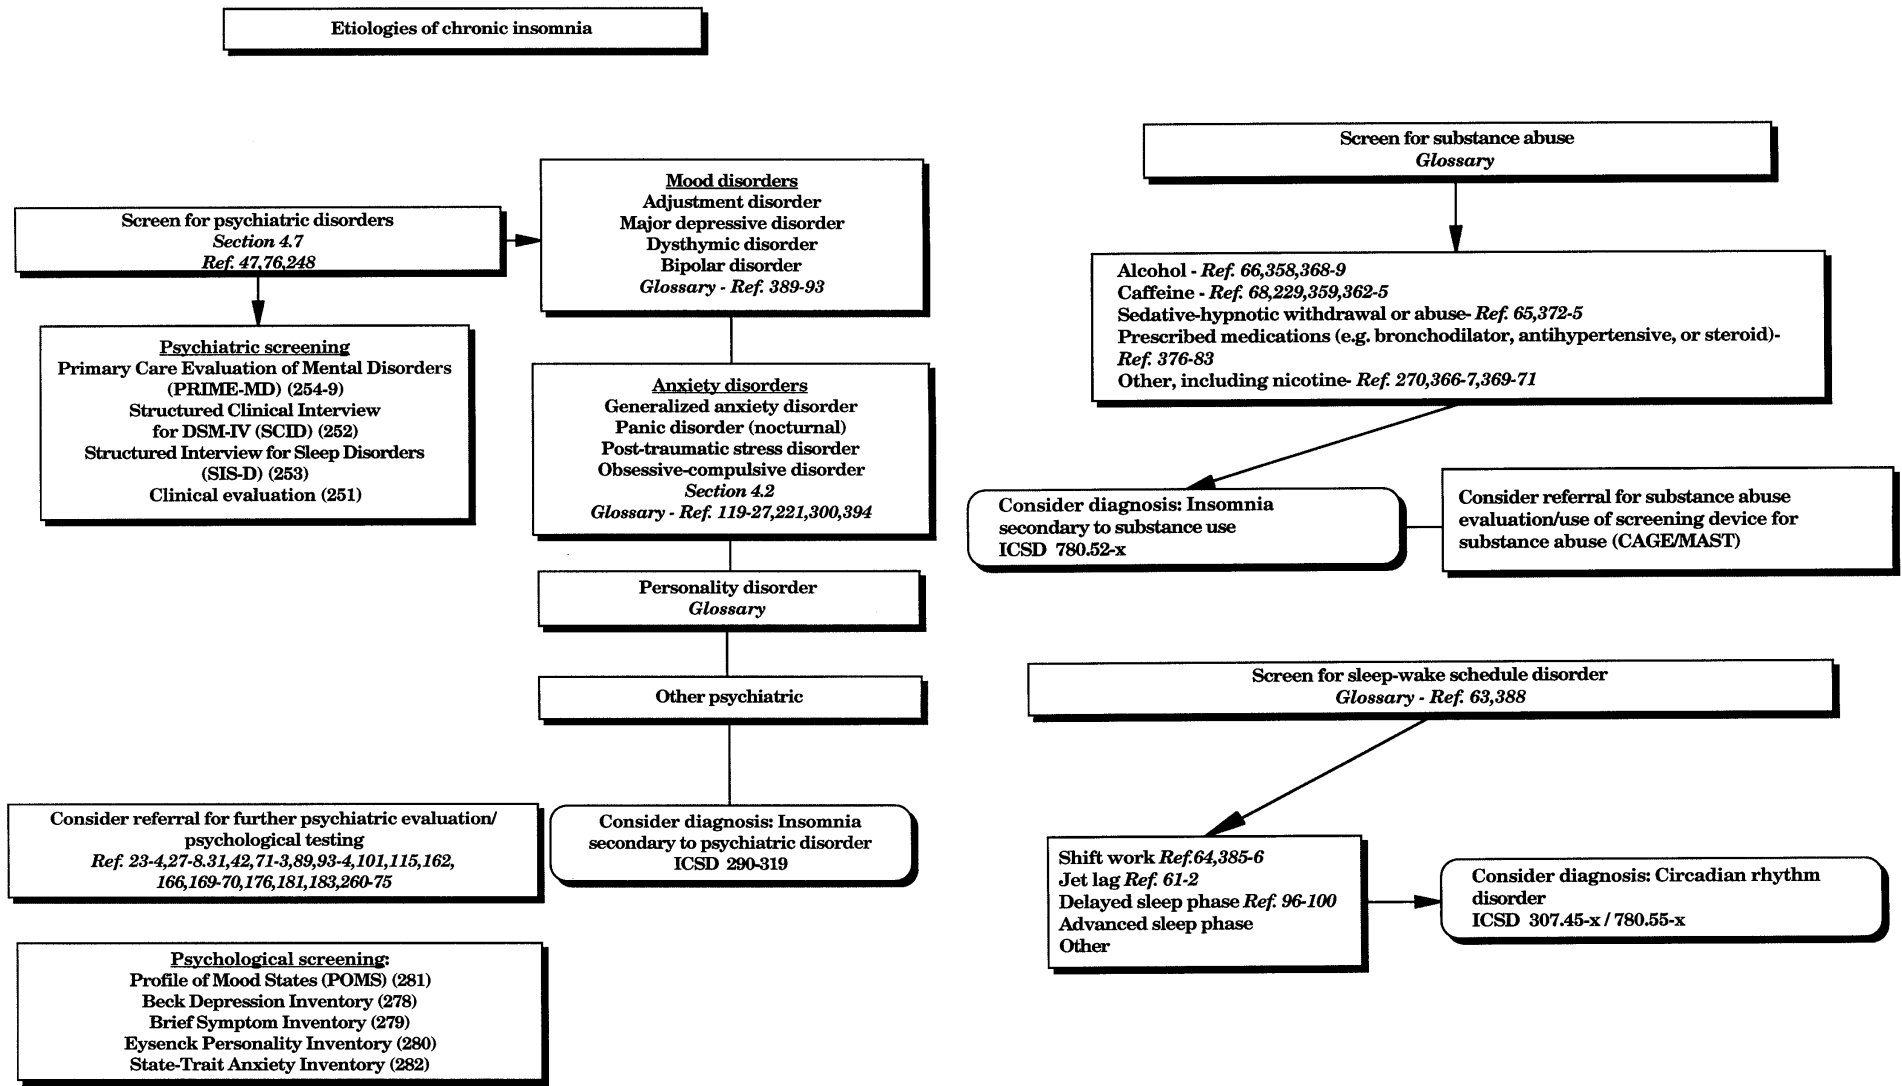 Etiologies of chronic insomnia
Screen for psychiatric disorders
Section 4.7
Ref. 47,76,248
Psychiatric screening
Primary Care Evaluation of Mental Disorders
(PRIME-MD) (254-9)
Structured Clinical Interview
for DSM-IV (SCID) (252)
Structured Interview for Sleep Disorders
(SIS-D) (253)
Clinical evaluation (251)
Mood disorders
Adjustment disorder
Major depressive disorder
Dysthymic disorder
Bipolar disorder
Glossary - Ref. 389-93
Anxiety disorders
Generalized anxiety disorder
Panic disorder (nocturnal)
Post-traumatic stress disorder
Obsessive-compulsive disorder
Section 4.2
Glossary - Ref. 119-27,221,300,394
Personality disorder
Glossary
Other psychiatric
Consider diagnosis: Insomnia
secondary to psychiatric disorder
ICSD 290-319
Consider referral for further psychiatric evaluation/
psychological testing
Ref. 23-4,27-8.31,42,71-3,89,93-4,101,115,162,
166,169-70,176,181,183,260-75
Psychological screening:
Profile of Mood States (POMS) (281)
Beck Depression Inventory (278)
Brief Symptom Inventory (279)
Eysenck Personality Inventory (280)
State-Trait Anxiety Inventory (282)
Screen for substance abuse
Glossary
Alcohol - Ref. 66,358,368-9
Caffeine - Ref. 68,229,359,362-5
Sedative-hypnotic withdrawal or abuse- Ref. 65,372-5
Prescribed medications (e.g. bronchodilator, antihypertensive, or steroid)-
Ref. 376-83
Other, including nicotine- Ref. 270,366-7,369-71
Consider diagnosis: Insomnia
secondary to substance use
ICSD 780.52-x
Consider referral for substance abuse
evaluation/use of screening device for
substance abuse (CAGE/MAST)
Screen for sleep-wake schedule disorder
Glossary - Ref. 63,388
Shift work Ref.64,385-6
Jet lag Ref. 61-2
Delayed sleep phase Ref. 96-100
Advanced sleep phase
Other
Consider diagnosis: Circadian rhythm
disorder
ICSD 307.45-x / 780.55-x